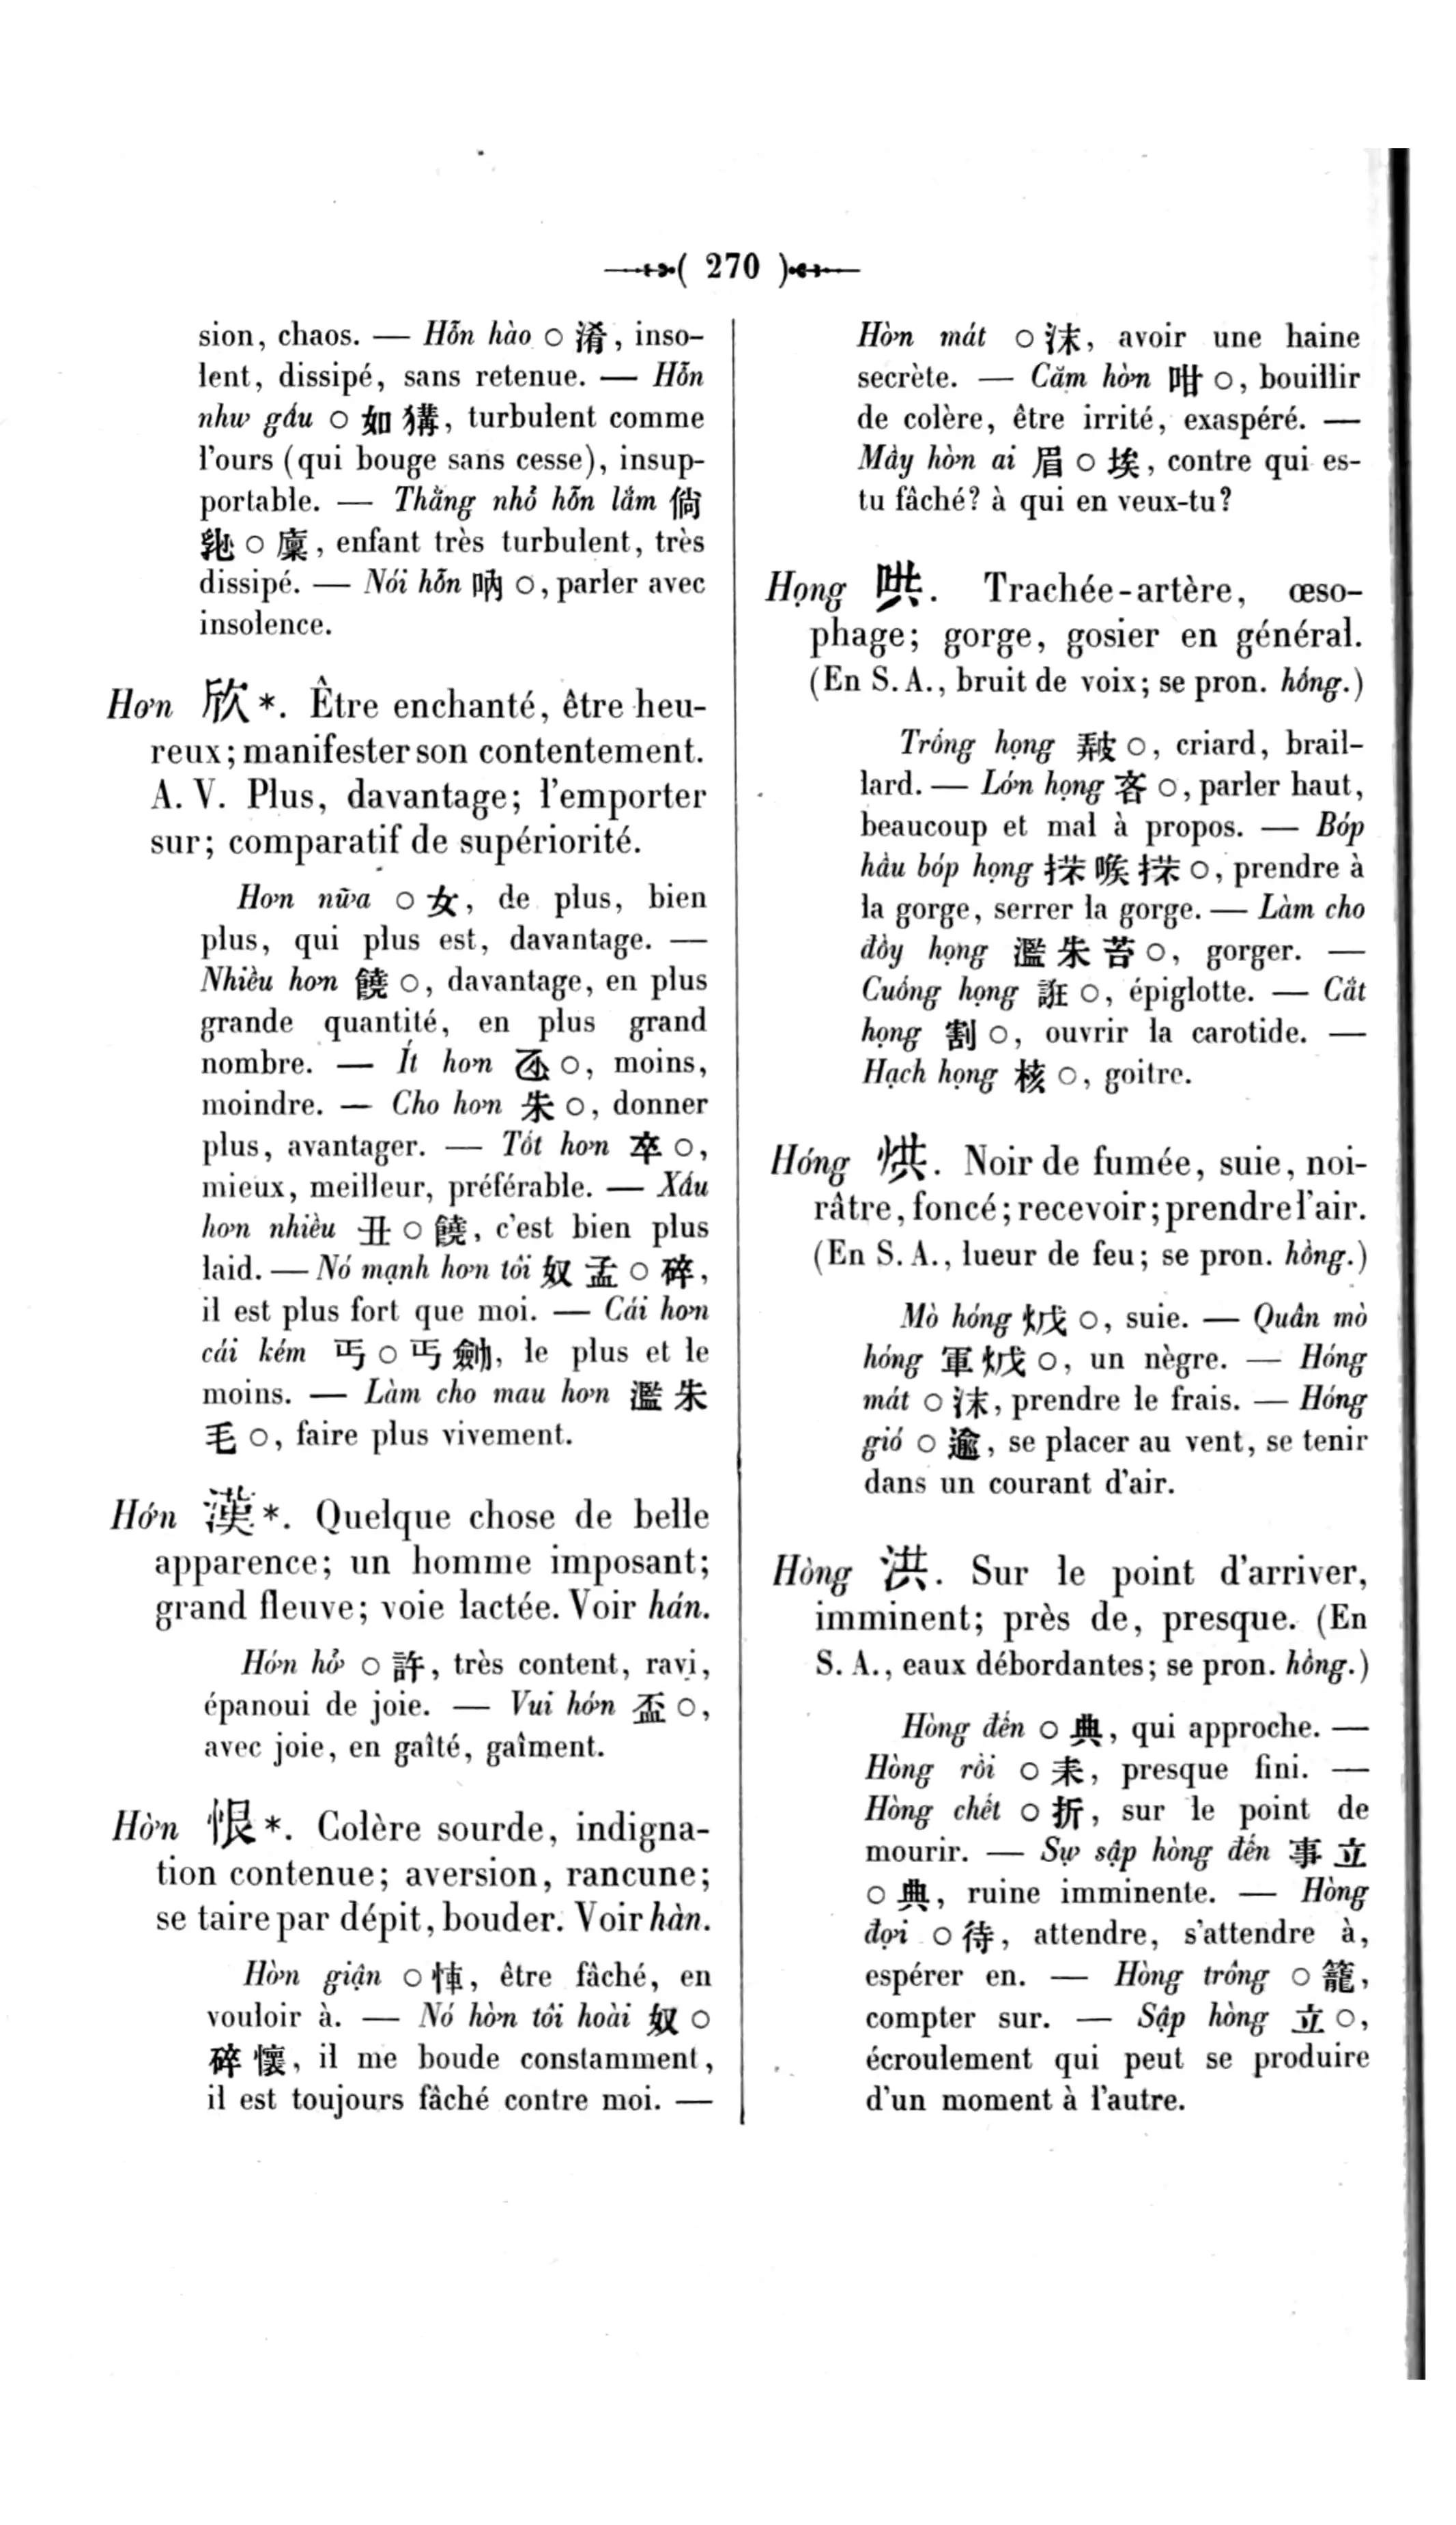 ( 270 )
sion, chaos. — Hỗn hào ○ 淆, inso-
lent, dissipé, sans retenue. — Hỗn
như gấu ○ 如 㺃, turbulent comme
l'ours (qui bouge sans cesse), insup-
portable. — Thằng nhỏ hỗn lắm 倘
○ 廩, enfant très turbulent, très
dissipé. — Nói hỗn 吶 ○, parler avec
insolence.
Hơn 欣 *. Être enchanté, être heu-
reux; manifester son contentement.
A. V. Plus, davantage; l'emporter
sur; comparatif de supériorité.
Hơn nữa ○ 女, de plus, bien
plus, qui plus est, davantage. —
Nhiều hơn 饒 ○, davantage, en plus
grande quantité, en plus grand
nombre. — Ít hơn ○, moins,
moindre. — Cho hơn 朱 ○, donner
plus, avantager. — Tốt hơn 卒 ○,
mieux, meilleur, préférable. — Xấu
hơn nhiều 丑 ○ 饒, c'est bien plus
laid. — Nó mạnh hơn tôi 奴 孟 ○ 碎,
il est plus fort que moi. — Cái hơn
cái kém 丐 ○ 丐 劍, le plus et le
moins. — Làm cho mau hơn 濫 朱
毛 ○, faire plus vivement.
Hớn 漢 *. Quelque chose de belle
apparence; un homme imposant;
grand fleuve; voie lactée. Voir hán.
Hớn hở ○ 許, très content, ravi,
épanoui de joie. — Vui hớn 盃 ○,
avec joie, en gaîté, gaîment.
Hờn 恨 *. Colère sourde, indigna-
tion contenue; aversion, rancune;
se taire par dépit, bouder. Voir hàn.
Hờn giận ○, être fâché, en
vouloir à. — Nó hờn tôi hoài 奴 ○
碎 懷, il me boude constamment,
il est toujours fâché contre moi. —
Hờn mát ○ 沫, avoir une haine
secrète. — Căm hờn 咁 ○, bouillir
de colère, être irrité, exaspéré. —
Mầy hờn ai 眉 ○ 埃, contre qui es-
tu fâché? à qui en veux-tu?
Họng 哄. Trachée-artère, œso-
phage; gorge, gosier en général.
(En S. A., bruit de voix; se pron. hống.)
Trống họng ○, criard, brail-
lard. — Lớn họng 吝 ○, parler haut,
beaucoup et mal à propos. — Bóp
hầu bóp họng 喉 ○, prendre à
la gorge, serrer la gorge. — Làm cho
đầy họng 濫 朱 苔 ○, gorger. —
Cuống họng 誑 ○, épiglotte. — Cắt
họng 割 ○, ouvrir la carotide. —
Hạch họng 核 ○, goitre.
Hóng 烘. Noir de fumée, suie, noi-
râtre, foncé; recevoir; prendre l'air.
(En S. A., lueur de feu; se pron. hồng.)
Mò hóng ○, suie. — Quân mò
hóng 軍 ○, un nègre. — Hóng
mát ○ 沫, prendre le frais. — Hóng
gió ○, se placer au vent, se tenir
dans un courant d'air.
Hòng 洪. Sur le point d'arriver,
imminent; près de, presque. (En
S. A., eaux débordantes; se pron. hồng.)
Hòng đến ○ 典, qui approche. —
Hòng rồi ○ 耒, presque fini. —
Hòng chết ○ 折, sur le point de
mourir. — Sự sập hòng đến 事 立
○ 典, ruine imminente. — Hòng
đợi ○ 待, attendre, s'attendre à,
espérer en. — Hòng trông ○ 籠,
compter sur. — Sập hòng 立 ○,
écroulement qui peut se produire
d'un moment à l'autre.